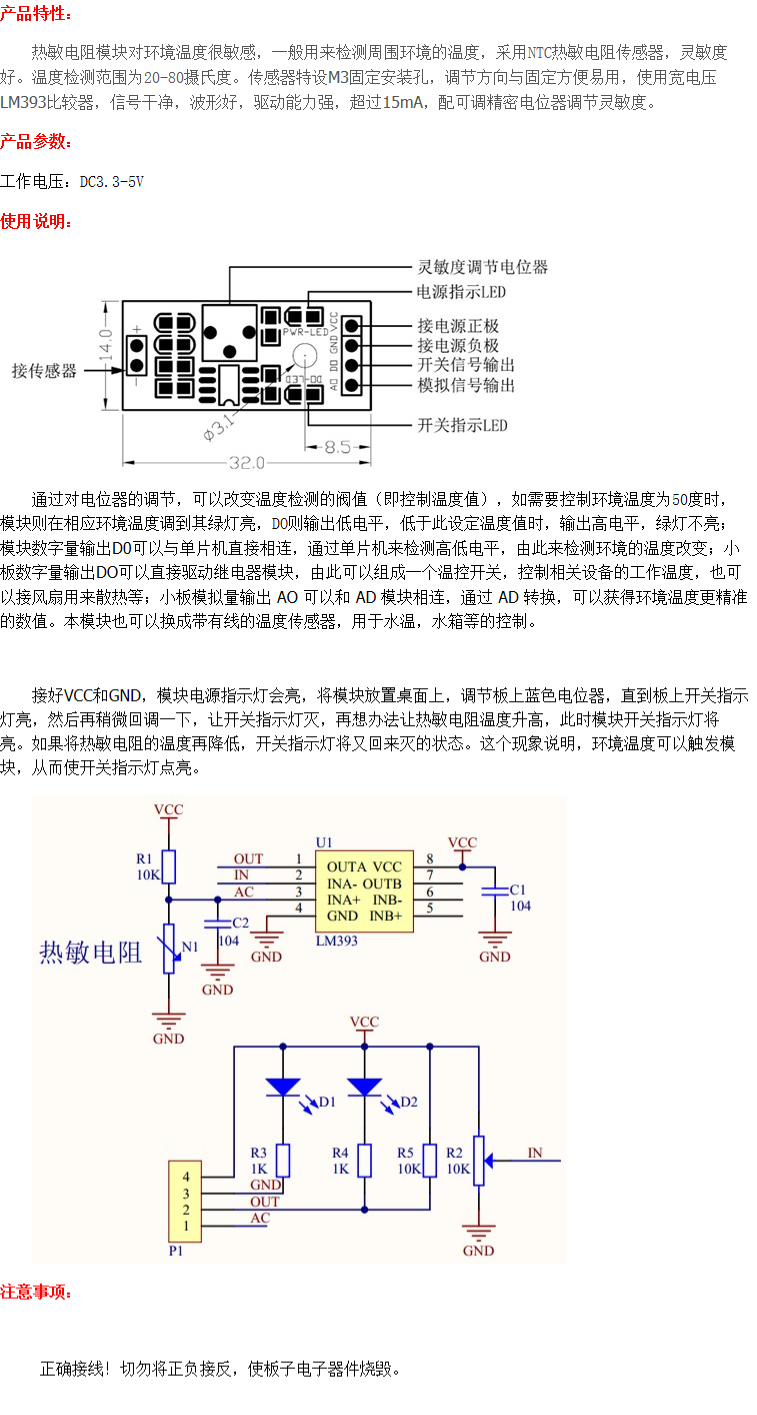 产品特性：
热敏电阻模块对环境温度很敏感，一般用来检测周围环境的温度，采用NTC热敏电阻传感器，灵敏度
好。温度检测范围为20-80摄氏度。传感器特设M3固定安装孔，调节方向与固定方便易用，使用宽电压
LM393比较器，信号干净，波形好，驱动能力强，超过15mA，配可调精密电位器调节灵敏度。
产品参数：
工作电压：DC3.3-5V
使用说明：
灵敏度调节电位器
电源指示LED
接电源正极
接电源负极
开关信号输出
模拟信号输出
开关指示LED
接传感器
PWR-LED
DO-LED
VCC
GND
DO
AO
+
−
14.0
ø3.1
8.5
32.0
通过对电位器的调节，可以改变温度检测的阀值（即控制温度值），如需要控制环境温度为50度时，
模块则在相应环境温度调到其绿灯亮，DO则输出低电平，低于此设定温度值时，输出高电平，绿灯不亮；
模块数字量输出D0可以与单片机直接相连，通过单片机来检测高低电平，由此来检测环境的温度改变；小
板数字量输出DO可以直接驱动继电器模块，由此可以组成一个温控开关，控制相关设备的工作温度，也可
以接风扇用来散热等；小板模拟量输出 AO 可以和 AD 模块相连，通过 AD 转换，可以获得环境温度更精准
的数值。本模块也可以换成带有线的温度传感器，用于水温，水箱等的控制。
接好VCC和GND，模块电源指示灯会亮，将模块放置桌面上，调节板上蓝色电位器，直到板上开关指示
灯亮，然后再稍微回调一下，让开关指示灯灭，再想办法让热敏电阻温度升高，此时模块开关指示灯将
亮。如果将热敏电阻的温度再降低，开关指示灯将又回来灭的状态。这个现象说明，环境温度可以触发模
块，从而使开关指示灯点亮。
VCC
R1
10K
OUT
IN
AC
1
2
3
4
U1
OUTA VCC
INA- OUTB
INA+ INB-
GND INB+
LM393
8
7
6
5
VCC
C1
104
GND
C2
104
GND
GND
热敏电阻
N1
GND
VCC
D1
D2
R3
1K
R4
1K
R5
10K
R2
10K
IN
GND
4
3
2
1
GND
OUT
AC
P1
注意事项：
正确接线！切勿将正负接反，使板子电子器件烧毁。